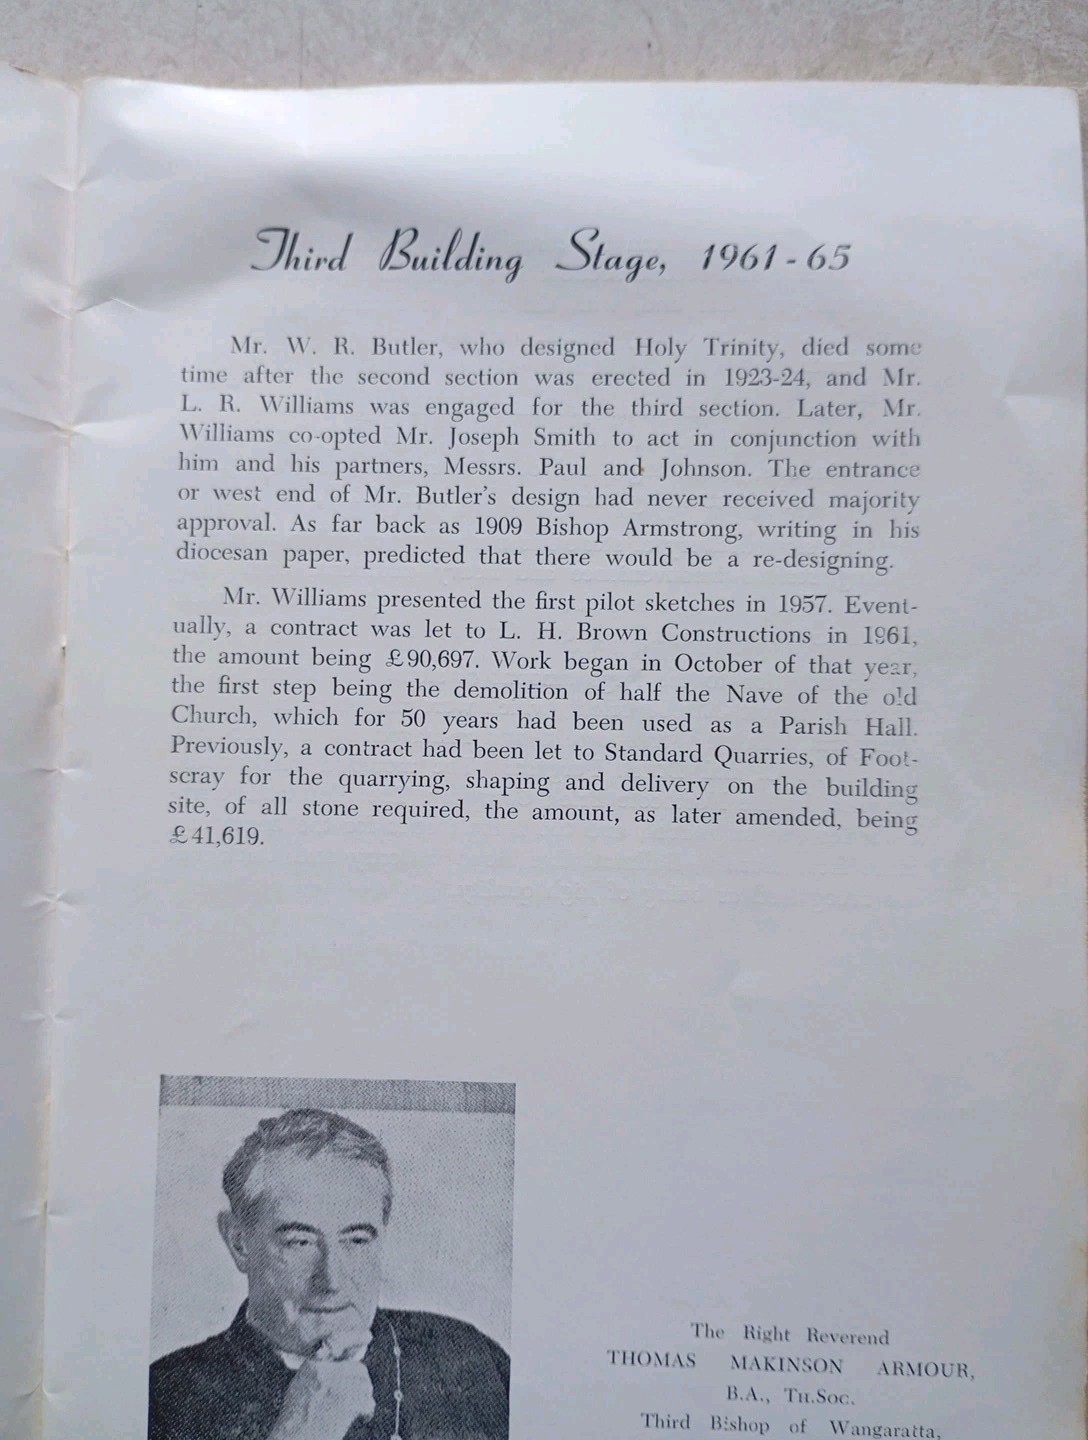 Third Building Stage, 1961-65
Mr. W. R. Butler, who designed Holy Trinity, died some
time after the second section was erected in 1923-24, and Mr.
L. R. Williams was engaged for the third section. Later, Mr.
Williams co-opted Mr. Joseph Smith to act in conjunction with
him and his partners, Messrs. Paul and Johnson. The entrance
or west end of Mr. Butler's design had never received majority
approval. As far back as 1909 Bishop Armstrong, writing in his
diocesan paper, predicted that there would be a re-designing.
Mr. Williams presented the first pilot sketches in 1957. Event-
ually, a contract was let to L. H. Brown Constructions in 1961,
the amount being £90,697. Work began in October of that year,
the first step being the demolition of half the Nave of the old
Church, which for 50 years had been used as a Parish Hall.
Previously, a contract had been let to Standard Quarries, of Foot-
scray for the quarrying, shaping and delivery on the building
site, of all stone required, the amount, as later amended, being
£41,619.
The Right Reverend
THOMAS MAKINSON ARMOUR,
B.A., TH.SOC.
Third Bishop of Wangaratta,